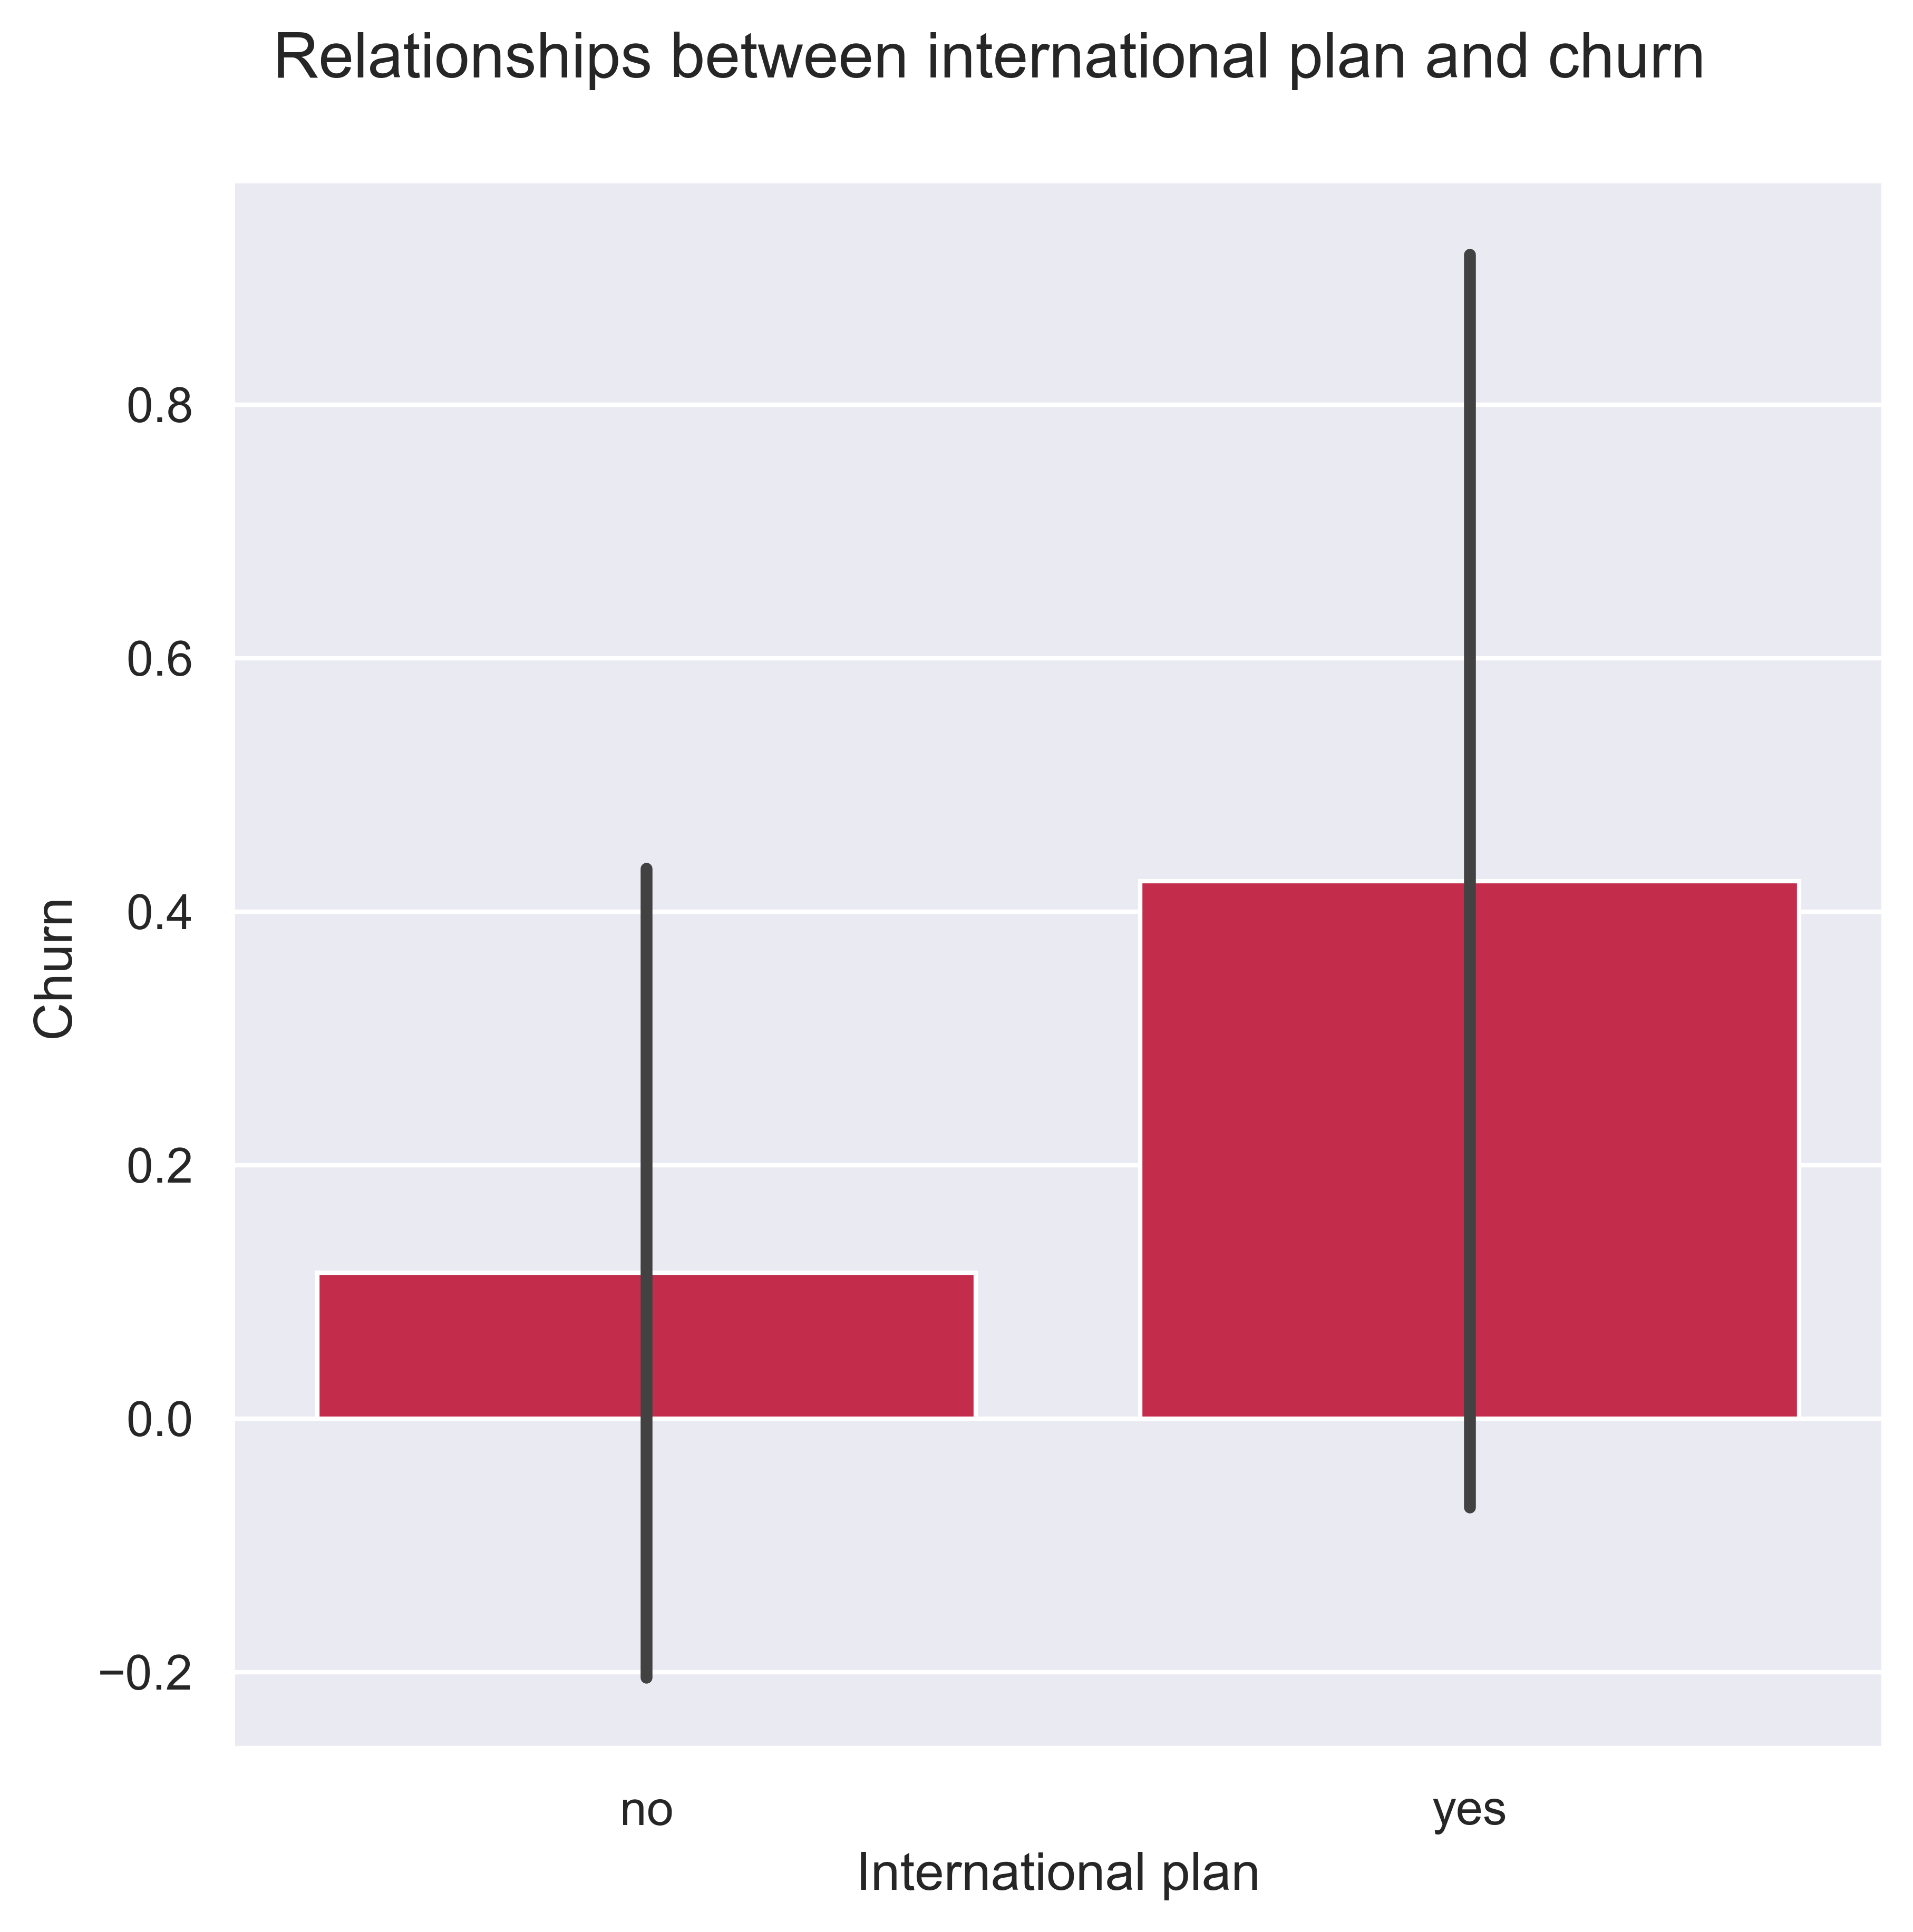 Relationships between international plan and churn
0.8
0.6
0.4
0.2
0.0
−0.2
Churn
no
yes
International plan